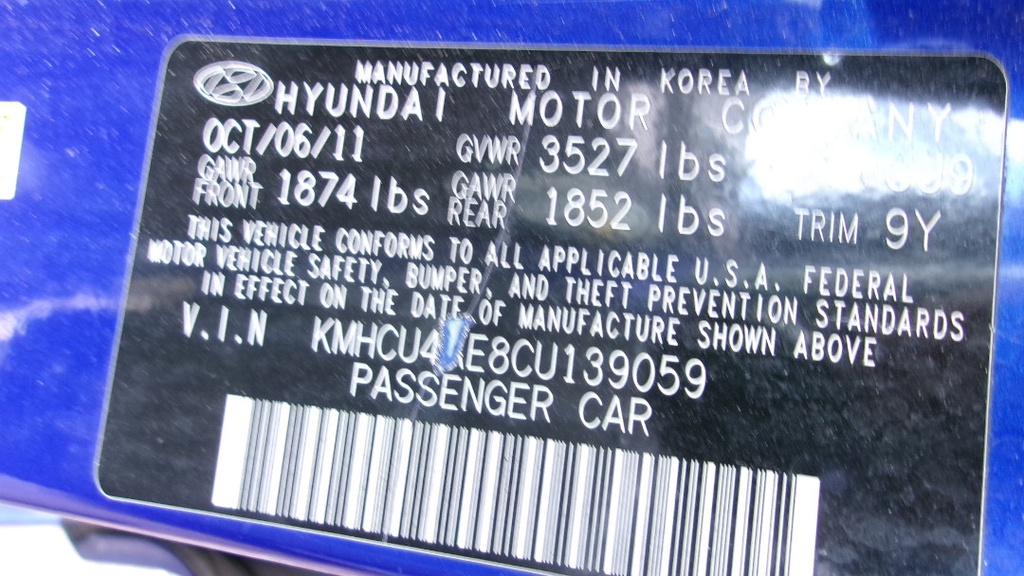 MANUFACTURED IN KOREA BY
HYUNDAI MOTOR COMPANY
OCT/06/11 GVWR 3527 lbs
GAWR FRONT 1874 lbs GAWR REAR 1852 lbs TRIM 9Y
THIS VEHICLE CONFORMS TO ALL APPLICABLE U.S.A. FEDERAL
MOTOR VEHICLE SAFETY, BUMPER, AND THEFT PREVENTION STANDARDS
IN EFFECT ON THE DATE OF MANUFACTURE SHOWN ABOVE
V.I.N
PASSENGER CAR